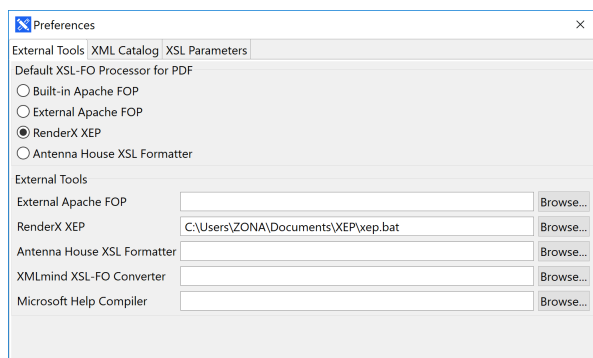 Preferences
External Tools XML Catalog XSL Parameters
Default XSL-FO Processor for PDF
Built-in Apache FOP
External Apache FOP
RenderX XEP
Antenna House XSL Formatter
External Tools
External Apache FOP Browse...
RenderX XEP C:\Users\ZONA\Documents\XEP\xep.bat Browse...
Antenna House XSL Formatter Browse...
XMLmind XSL-FO Converter Browse...
Microsoft Help Compiler Browse...